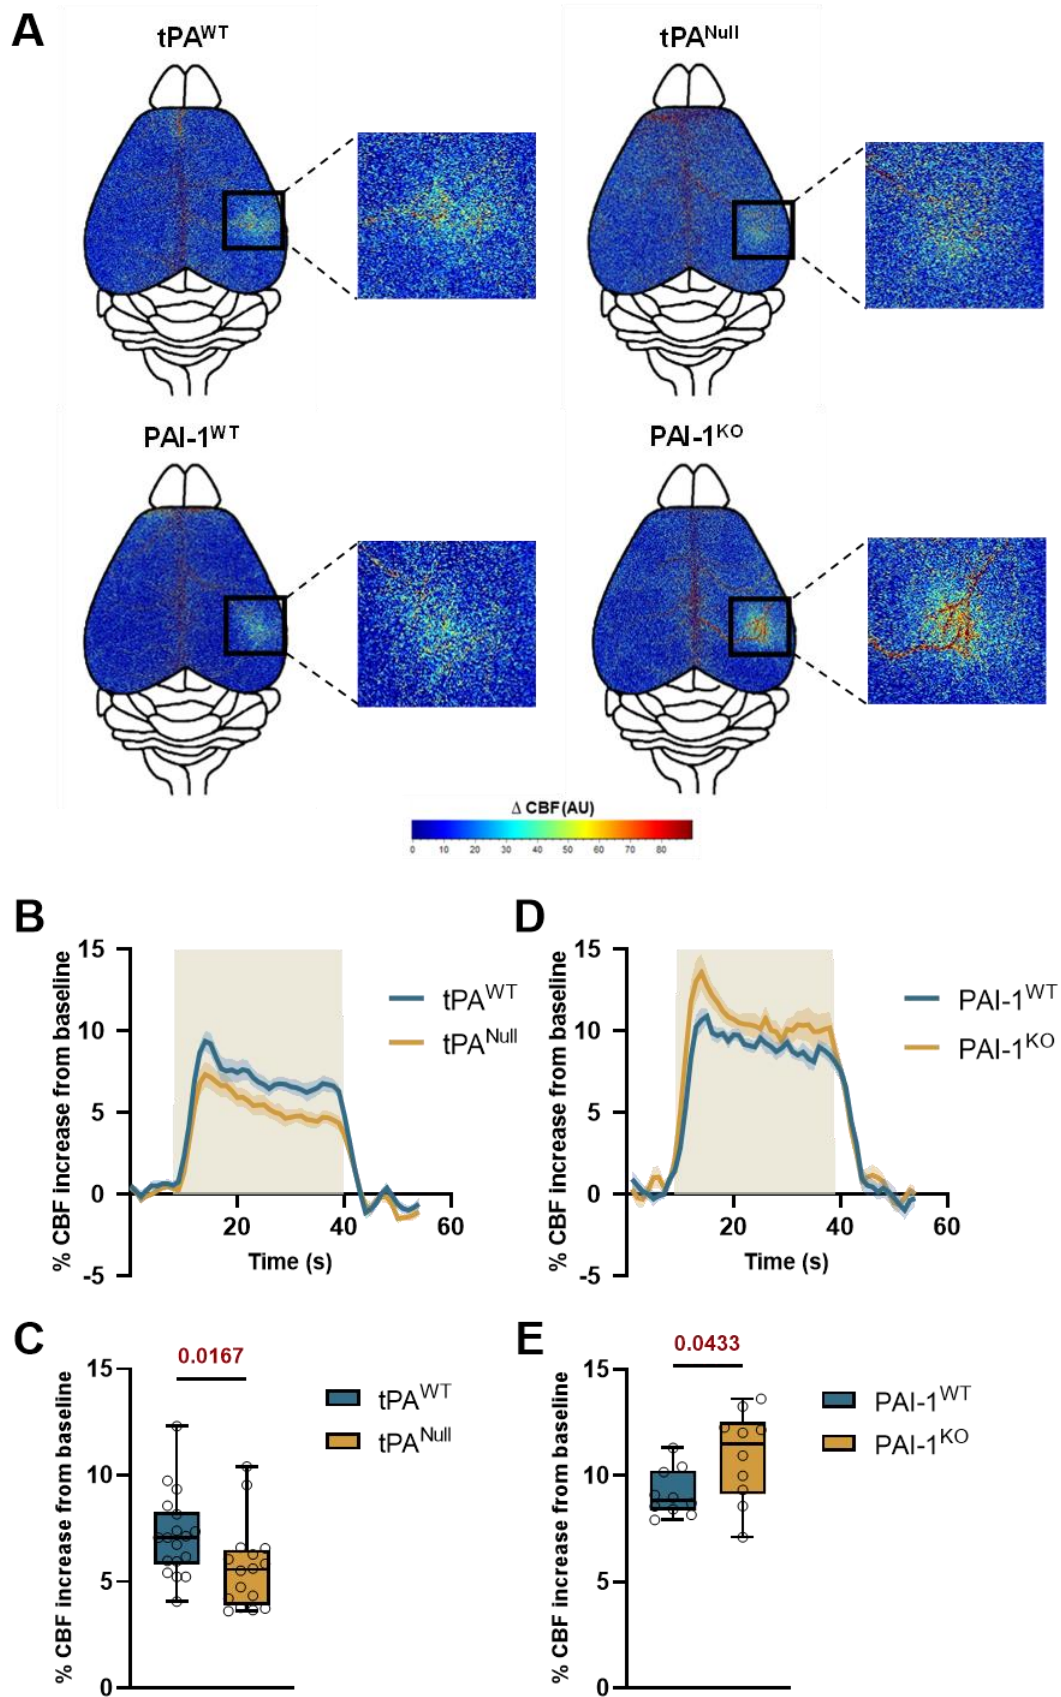 A
tPA^WT
tPA^Null
PAI-1^WT
PAI-1^KO
Δ CBF (AU)
0 10 20 30 40 50 60 70 80
B
% CBF increase from baseline
15
10
5
0
-5
20 40 60
Time (s)
tPA^WT
tPA^Null
D
% CBF increase from baseline
15
10
5
0
-5
20 40 60
Time (s)
PAI-1^WT
PAI-1^KO
C
% CBF increase from baseline
15
10
5
0
0.0167
tPA^WT
tPA^Null
E
% CBF increase from baseline
15
10
5
0
0.0433
PAI-1^WT
PAI-1^KO